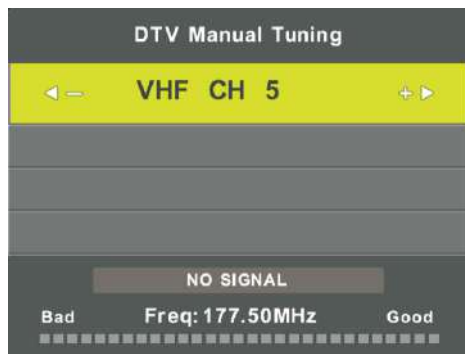 DTV Manual Tuning
VHF CH 5
NO SIGNAL
Bad Freq:177.50MHz Good